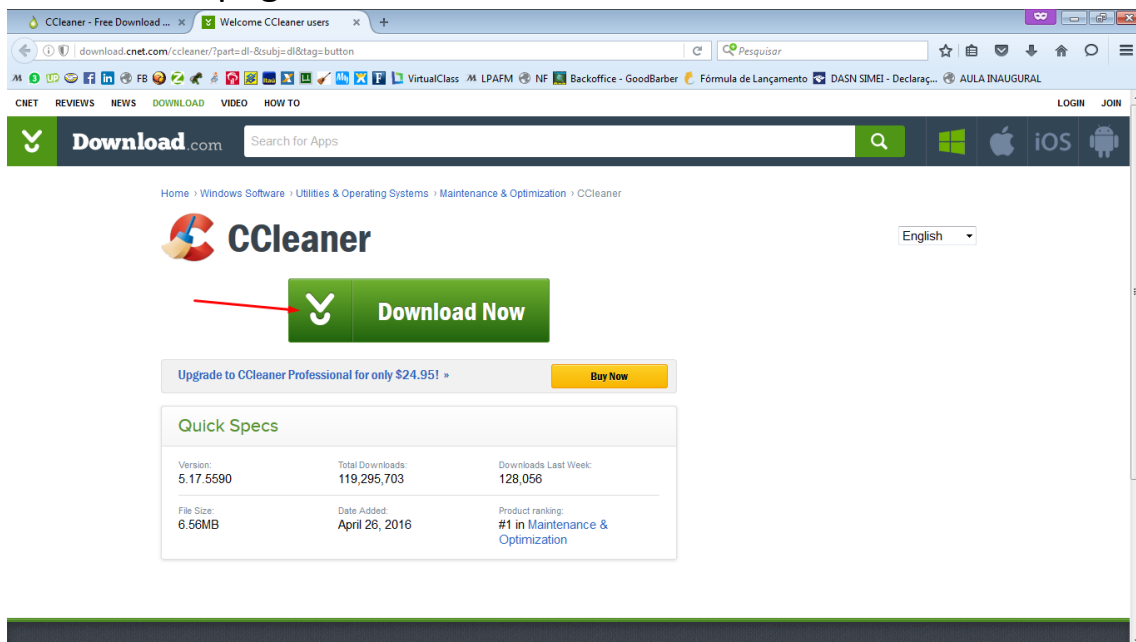 CCleaner - Free Download ... ×
Welcome CCleaner users ×
download.cnet.com/ccleaner/?part=dl-&subj=dl&tag=button
Pesquisar
FB
VirtualClass
LPAFM
NF
Backoffice - GoodBarber
Fórmula de Lançamento
DASN SIMEI - Declaraç...
AULA INAUGURAL
CNET REVIEWS NEWS DOWNLOAD VIDEO HOW TO LOGIN JOIN
Download.com Search for Apps iOS
Home › Windows Software › Utilities & Operating Systems › Maintenance & Optimization › CCleaner
CCleaner
English
Download Now
Upgrade to CCleaner Professional for only $24.95! » Buy Now
Quick Specs
Version: Total Downloads: Downloads Last Week:
5.17.5590 119,295,703 128,056
File Size: Date Added: Product ranking:
6.56MB April 26, 2016 #1 in Maintenance &
Optimization